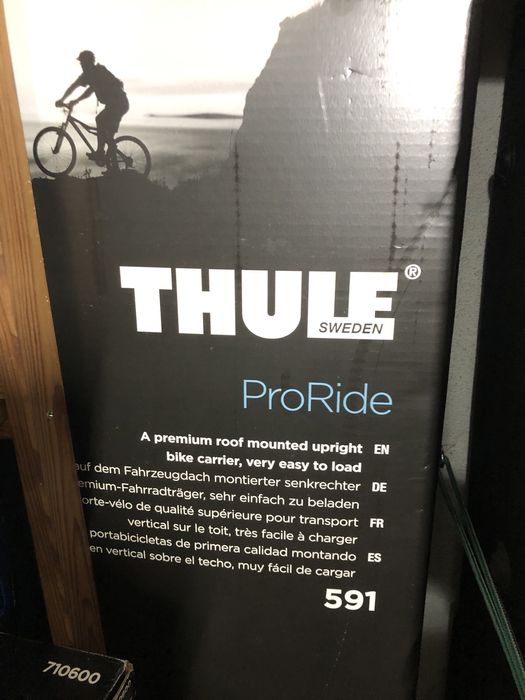 THULE®
SWEDEN
ProRide
A premium roof mounted upright EN
bike carrier, very easy to load
auf dem Fahrzeugdach montierter senkrechter DE
emium-Fahrradträger, sehr einfach zu beladen
orte-vélo de qualité supérieure pour transport FR
vertical sur le toit, très facile à charger
portabicicletas de primera calidad montando ES
en vertical sobre el techo, muy fácil de cargar
591
710600